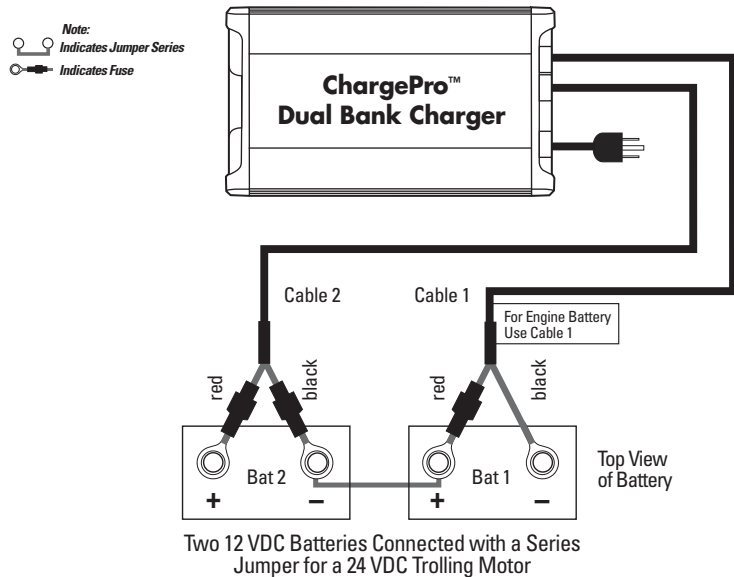 Note:
Indicates Jumper Series
Indicates Fuse
ChargePro™
Dual Bank Charger
Cable 2
Cable 1
For Engine Battery
Use Cable 1
red
black
red
black
Bat 2
Bat 1
+
–
+
–
Top View
of Battery
Two 12 VDC Batteries Connected with a Series
Jumper for a 24 VDC Trolling Motor